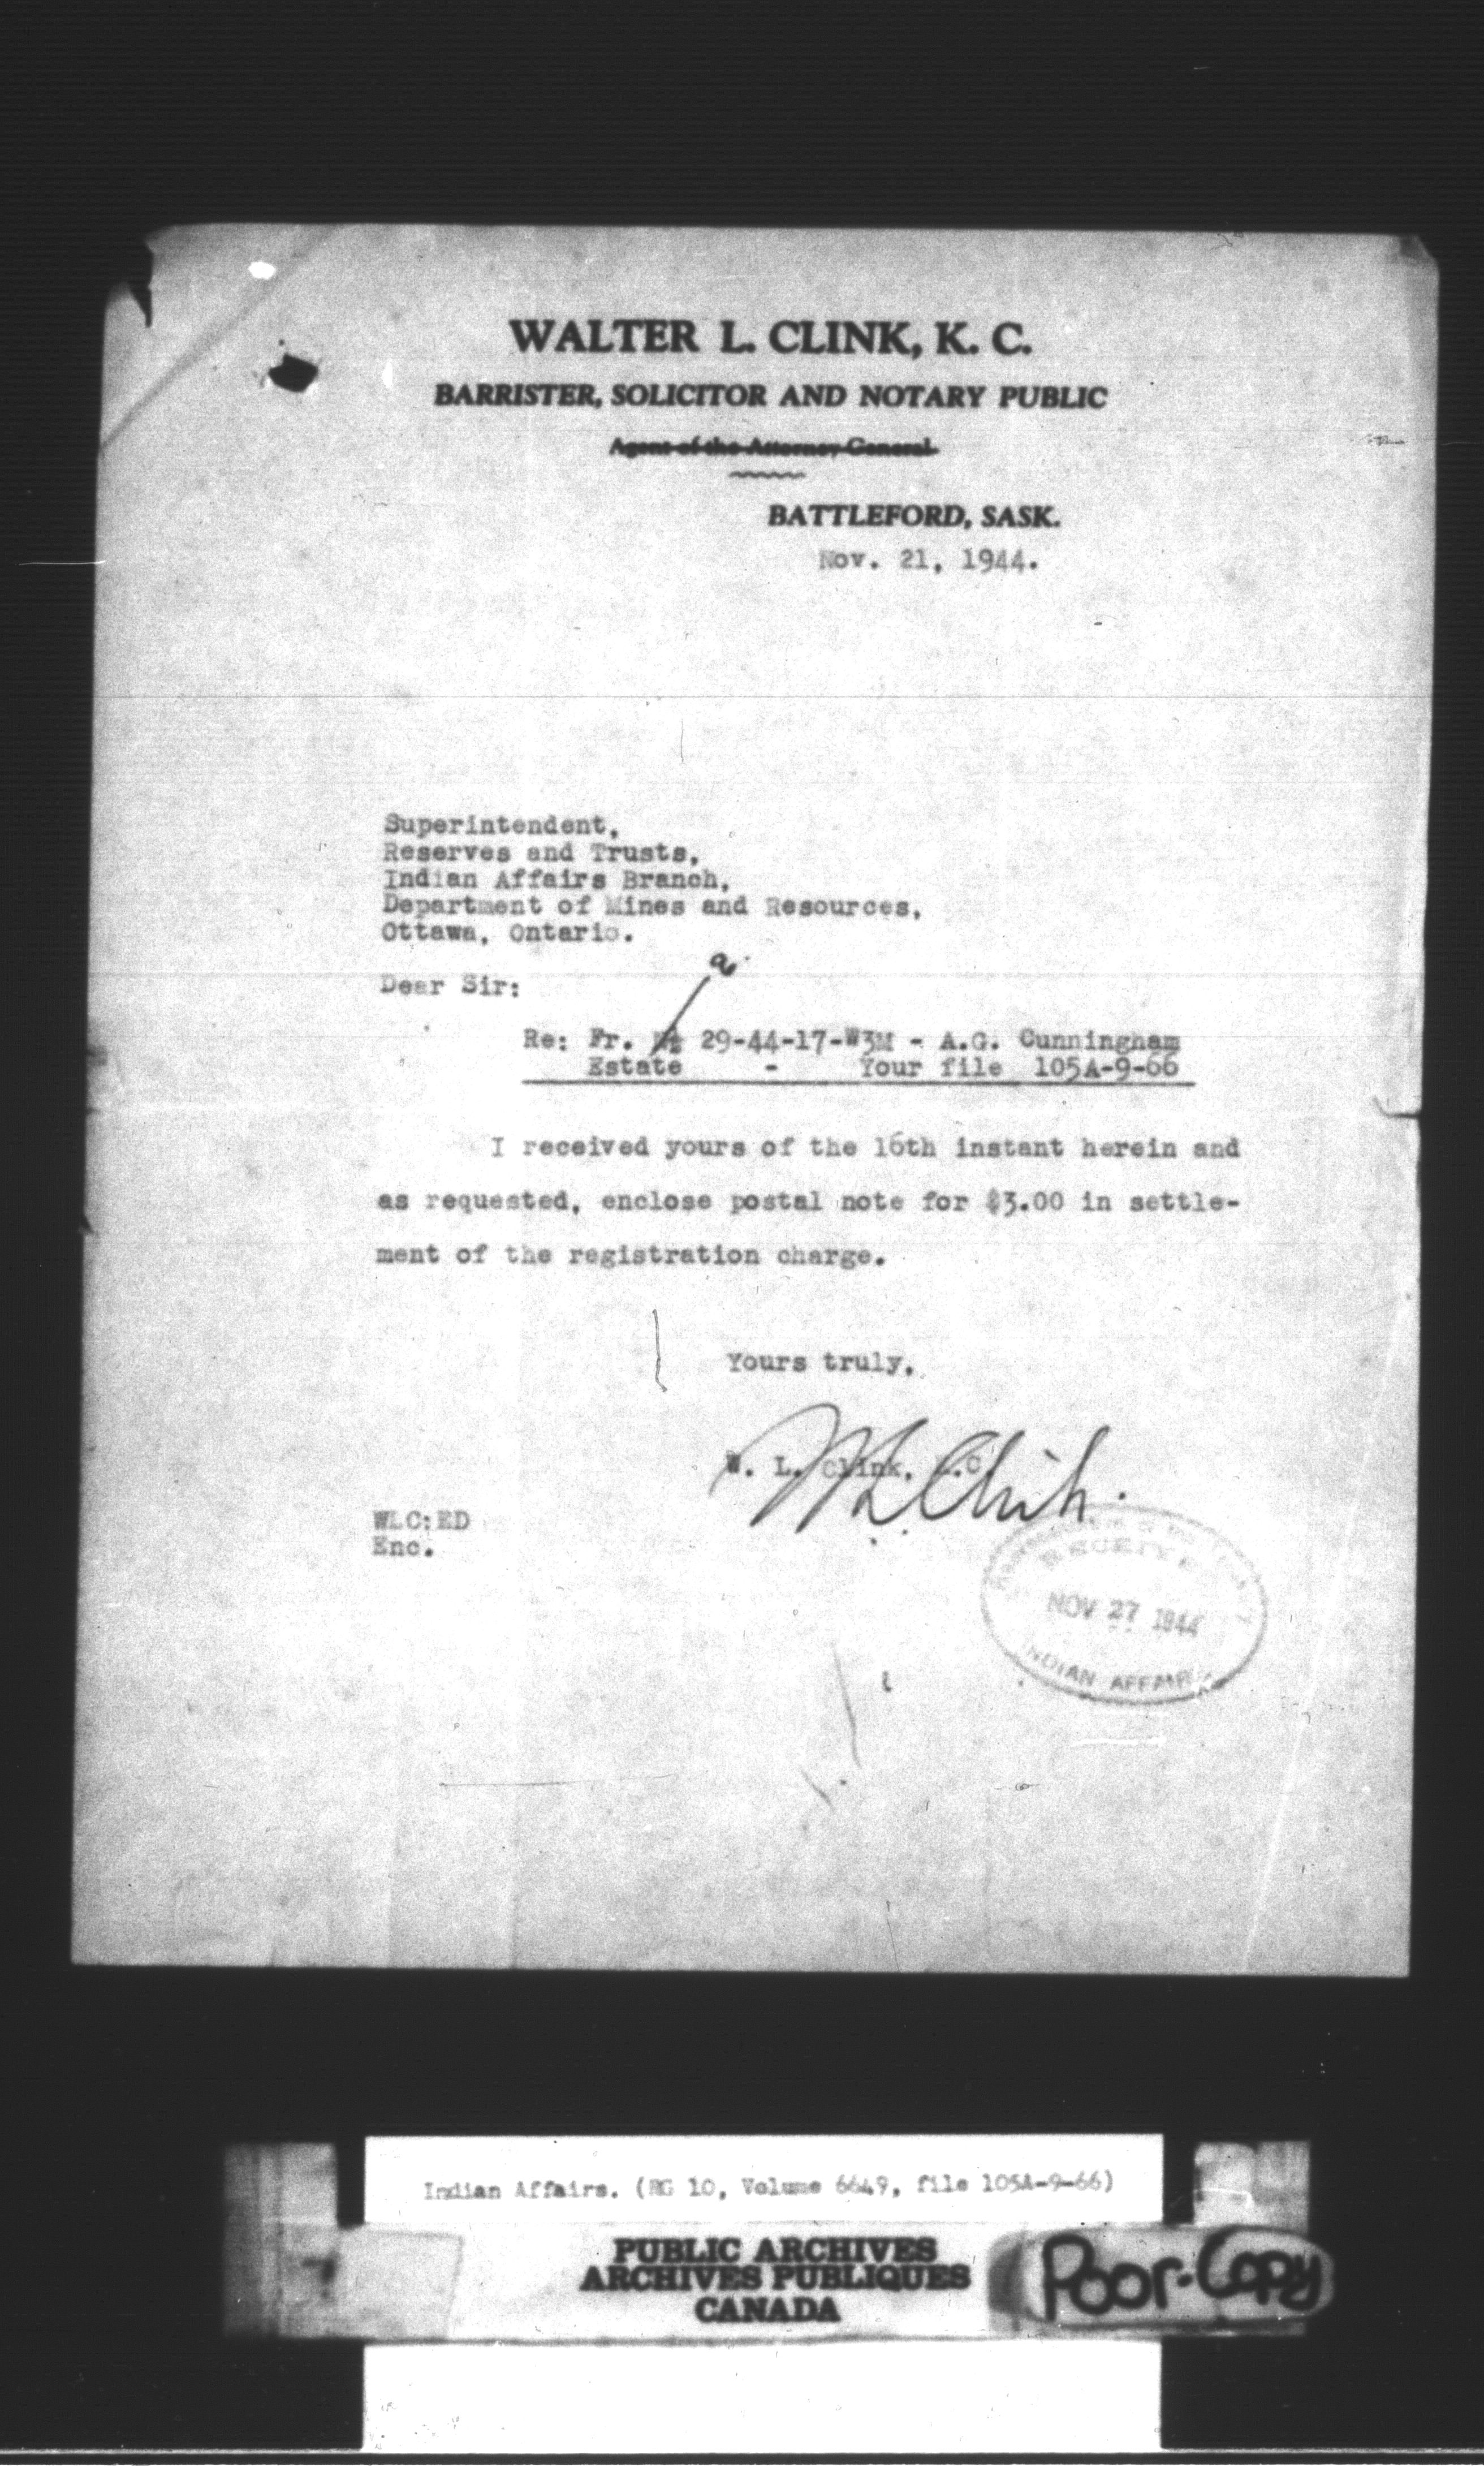 WALTER L. CLINK, K. C.
BARRISTER, SOLICITOR AND NOTARY PUBLIC
Agent of the Attorney General
BATTLEFORD, SASK.
Nov. 21, 1944.
Superintendent,
Reserves and Trusts,
Indian Affairs Branch,
Department of Mines and Resources,
Ottawa, Ontario.
a
Dear Sir:
Re: Fr. 29-44-17-W3M - A.G. Cunningham
Estate - Your file 105A-9-66
I received yours of the 16th instant herein and
as requested, enclose postal note for $3.00 in settle-
ment of the registration charge.
Yours truly,
W. L. Clink, K.C.
W L Clink.
WLC:ED
Enc.
RECEIVED
NOV 27 1944
INDIAN AFFAIRS
Indian Affairs. (RG 10, Volume 6649, file 105A-9-66)
PUBLIC ARCHIVES
ARCHIVES PUBLIQUES
CANADA
Poor-Copy